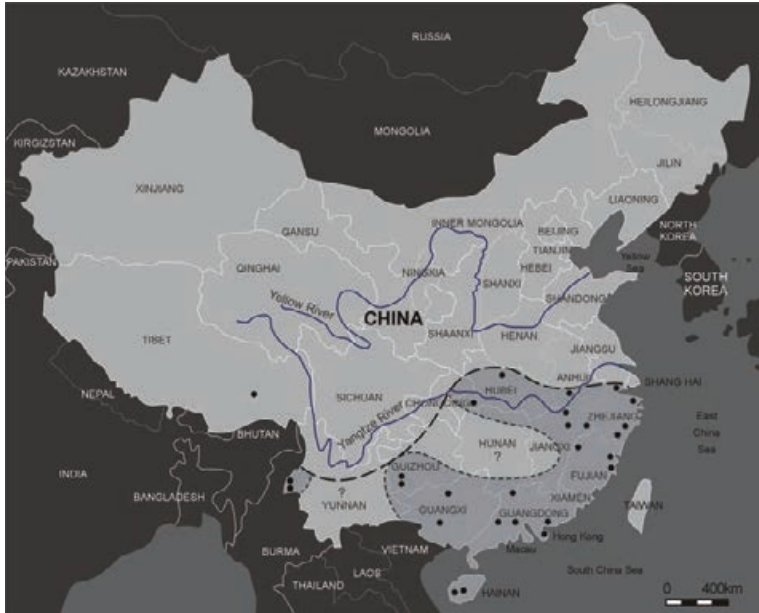 RUSSIA
KAZAKHSTAN
MONGOLIA
HEILONGJIANG
KIRGIZSTAN
JILIN
XINJIANG
LIAONING
INNER MONGOLIA
GANSU
BEIJING
NORTH
KOREA
TIANJIN
PAKISTAN
QINGHAI
NINGXIA
HEBEI
Yellow
Sea
SHANXI
SOUTH
KOREA
Yellow River
SHANDONG
CHINA
TIBET
SHAANXI
HENAN
JIANGSU
ANHUI
SHANG HAI
NEPAL
SICHUAN
HUBEI
CHONGQING
ZHEJIANG
East
China
Sea
Yangtze River
BHUTAN
HUNAN
?
JIANGXI
GUIZHOU
INDIA
FUJIAN
?
BANGLADESH
YUNNAN
XIAMEN
TAIWAN
GUANGXI
GUANGDONG
Hong Kong
BURMA
VIETNAM
Macau
LAOS
South China Sea
THAILAND
HAINAN
0 400km